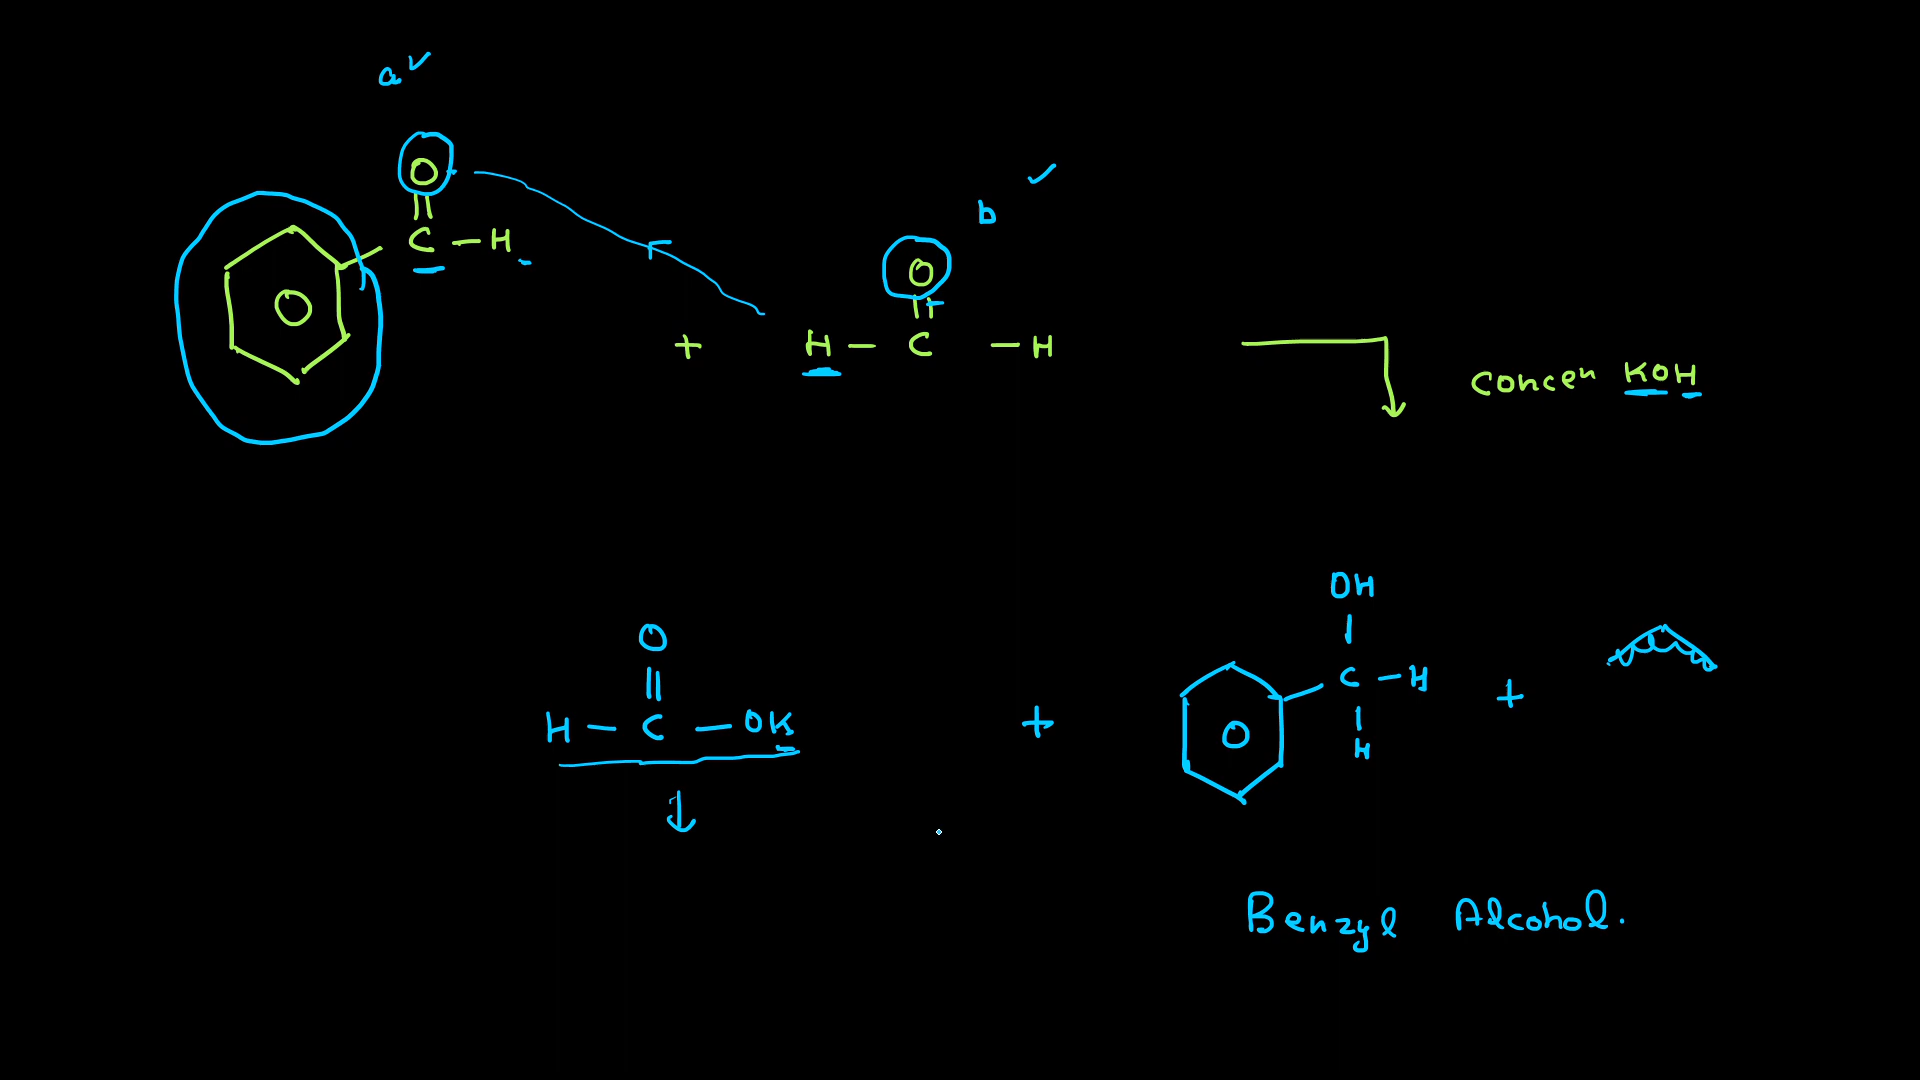 a
O
C - H
b
O
+ H - C - H
Concen KOH
O
OH
O
H - C - OK
+
O
C - H
H
+
Benzyl Alcohol.